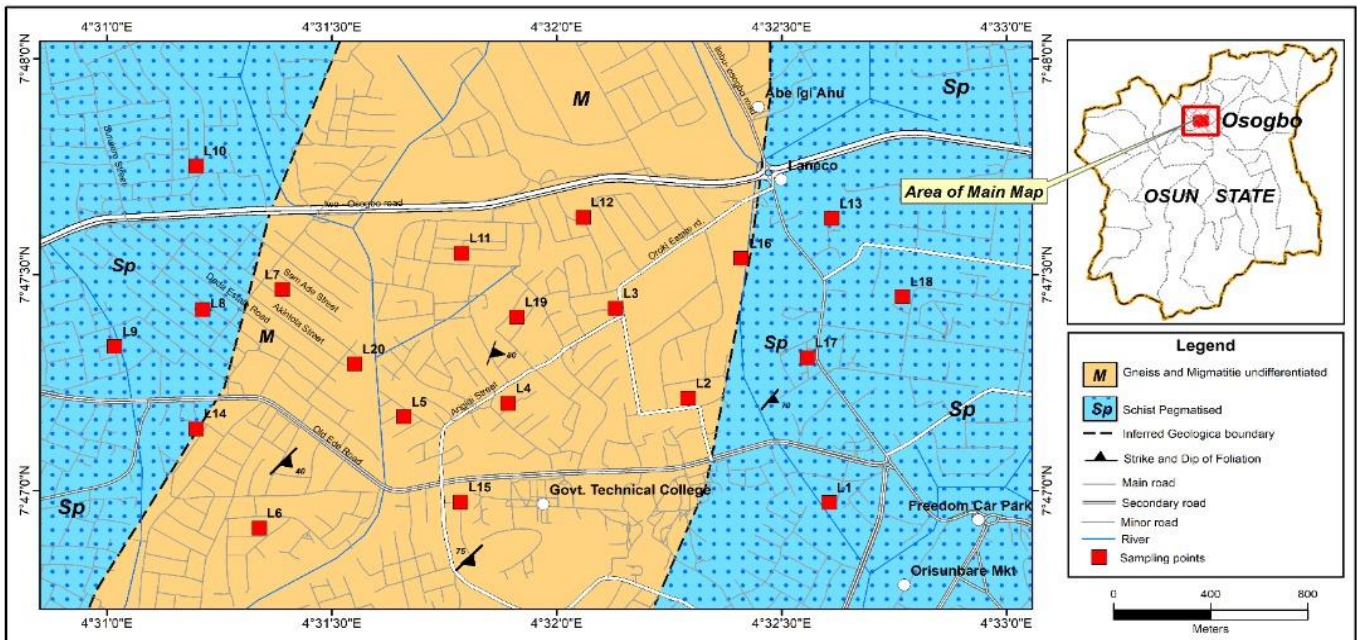 4°31'0"E
4°31'30"E
4°32'0"E
4°32'30"E
4°33'0"E
7°48'0"N
7°48'0"N
M
Sp
Ilobu- osogbo road
Abe Igi Ahu
Laneco
L10
Iwo - Osogbo road
L12
L13
Oroki Estate rd.
L11
L16
7°47'30"N
7°47'30"N
Sp
L7
Sam Ade Street
L8
Akintola Street
L18
L3
L19
M
80
Sp
L9
L17
L20
L2
70
L4
L5
Sp
L14
Old Ede Road
40
L15
Govt. Technical College
L1
7°47'0"N
7°47'0"N
Sp
Freedom Car Park
L6
75
Orisunbare Mkt
4°31'0"E
4°31'30"E
4°32'0"E
4°32'30"E
4°33'0"E
Osogbo
Area of Main Map
OSUN STATE
Legend
M Gneiss and Migmatitie undifferentiated
Sp Schist Pegmatised
Inferred Geologica boundary
Strike and Dip of Foliation
Main road
Secondary road
Minor road
River
Sampling points
0 400 800
Meters